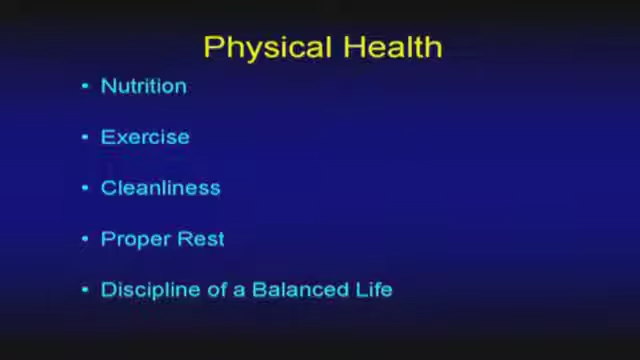 Physical Health
• Nutrition
• Exercise
• Cleanliness
• Proper Rest
• Discipline of a Balanced Life